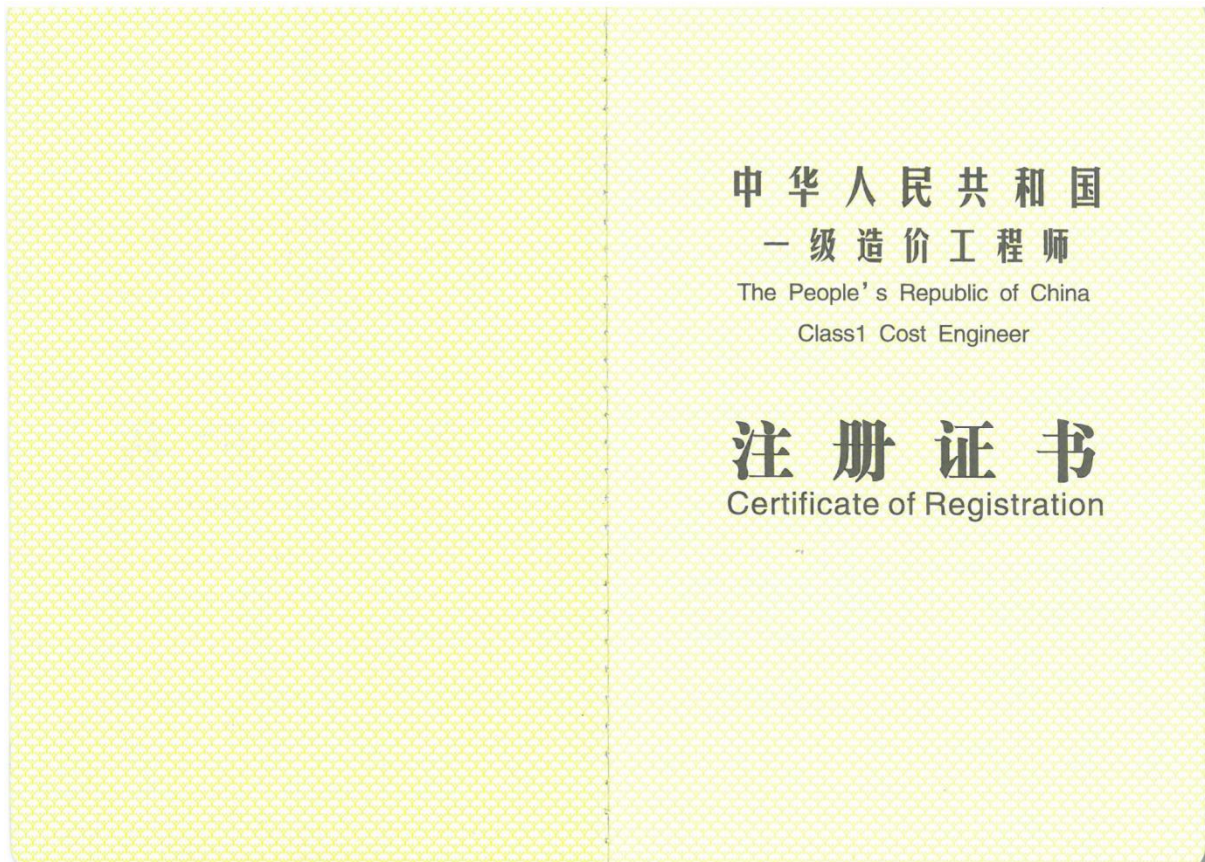 中华人民共和国
一级造价工程师
The People's Republic of China
Class1 Cost Engineer
注册证书
Certificate of Registration